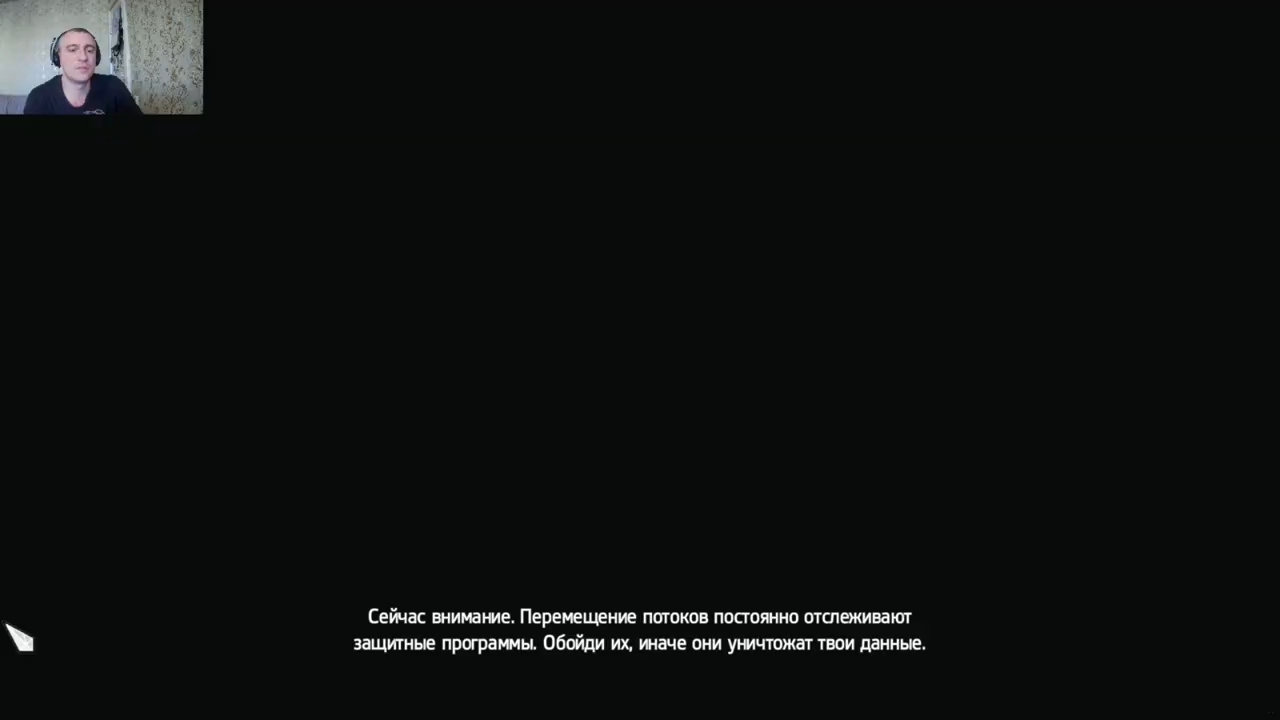 Сейчас внимание. Перемещение потоков постоянно отслеживают
защитные программы. Обойди их, иначе они уничтожат твои данные.